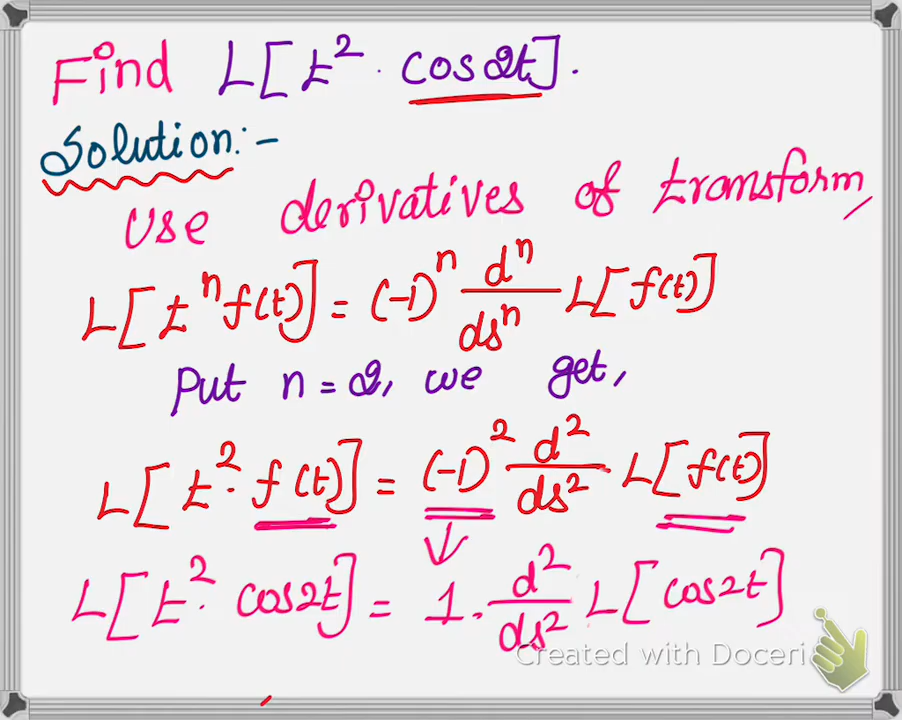 Find L[t² · cos2t].
Solution:-
Use derivatives of transform,
L[tⁿf(t)] = (-1)ⁿ dⁿ/dsⁿ L[f(t)]
Put n = 2, we get,
L[t²· f(t)] = (-1)² d²/ds² L[f(t)]
L[t²· cos2t] = 1. d²/ds² L[cos2t]
Created with Doceri